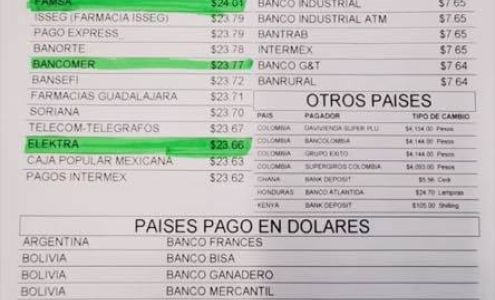 FAMSA $24.01
ISSEG (FARMACIA ISSEG) $23.79
PAGO EXPRESS $23.79
BANORTE $23.78
BANCOMER $23.77
BANSEFI $23.72
FARMACIAS GUADALAJARA $23.71
SORIANA $23.70
TELECOM-TELEGRAFOS $23.67
ELEKTRA $23.66
CAJA POPULAR MEXICANA $23.63
PAGOS INTERMEX $23.62
BANCO INDUSTRIAL $7.65
BANCO INDUSTRIAL ATM $7.65
BANTRAB $7.65
INTERMEX $7.65
BANCO G&T $7.64
BANRURAL $7.64
OTROS PAISES
PAIS PAGADOR TIPO DE CAMBIO
COLOMBIA DAVIVIENDA SUPER PLU $4,154.00 Pesos
COLOMBIA BANCOLOMBIA $4,144.00 Pesos
COLOMBIA GRUPO EXITO $4,144.00 Pesos
COLOMBIA SUPERGIROS COLOMBIA $4,093.00 Pesos
GHANA BANK DEPOSIT $5.56 Cedi
HONDURAS BANCO ATLANTIDA $24.70 Lempiras
KENYA BANK DEPOSIT $105.00 Shilling
PAISES PAGO EN DOLARES
ARGENTINA BANCO FRANCES
BOLIVIA BANCO BISA
BOLIVIA BANCO GANADERO
BOLIVIA BANCO MERCANTIL